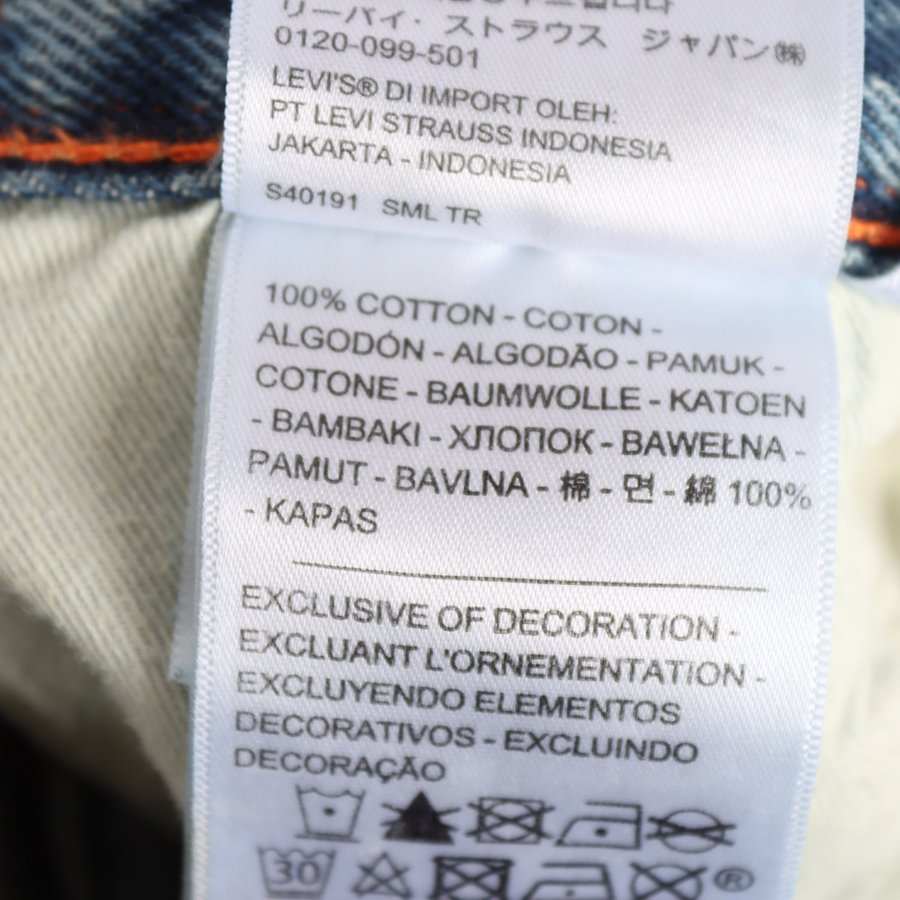 リーバイ・ストラウス ジャパン㈱
0120-099-501
LEVI'S® DI IMPORT OLEH:
PT LEVI STRAUSS INDONESIA
JAKARTA - INDONESIA
S40191 SML TR
100% COTTON - COTON -
ALGODÓN - ALGODÃO - PAMUK -
COTONE - BAUMWOLLE - KATOEN
- BAMBAKI - ХЛОПОК - BAWEŁNA -
PAMUT - BAVLNA - 棉 - 면 - 綿 100%
- KAPAS
EXCLUSIVE OF DECORATION -
EXCLUANT L'ORNEMENTATION -
EXCLUYENDO ELEMENTOS
DECORATIVOS - EXCLUINDO
DECORAÇÃO
30 ®